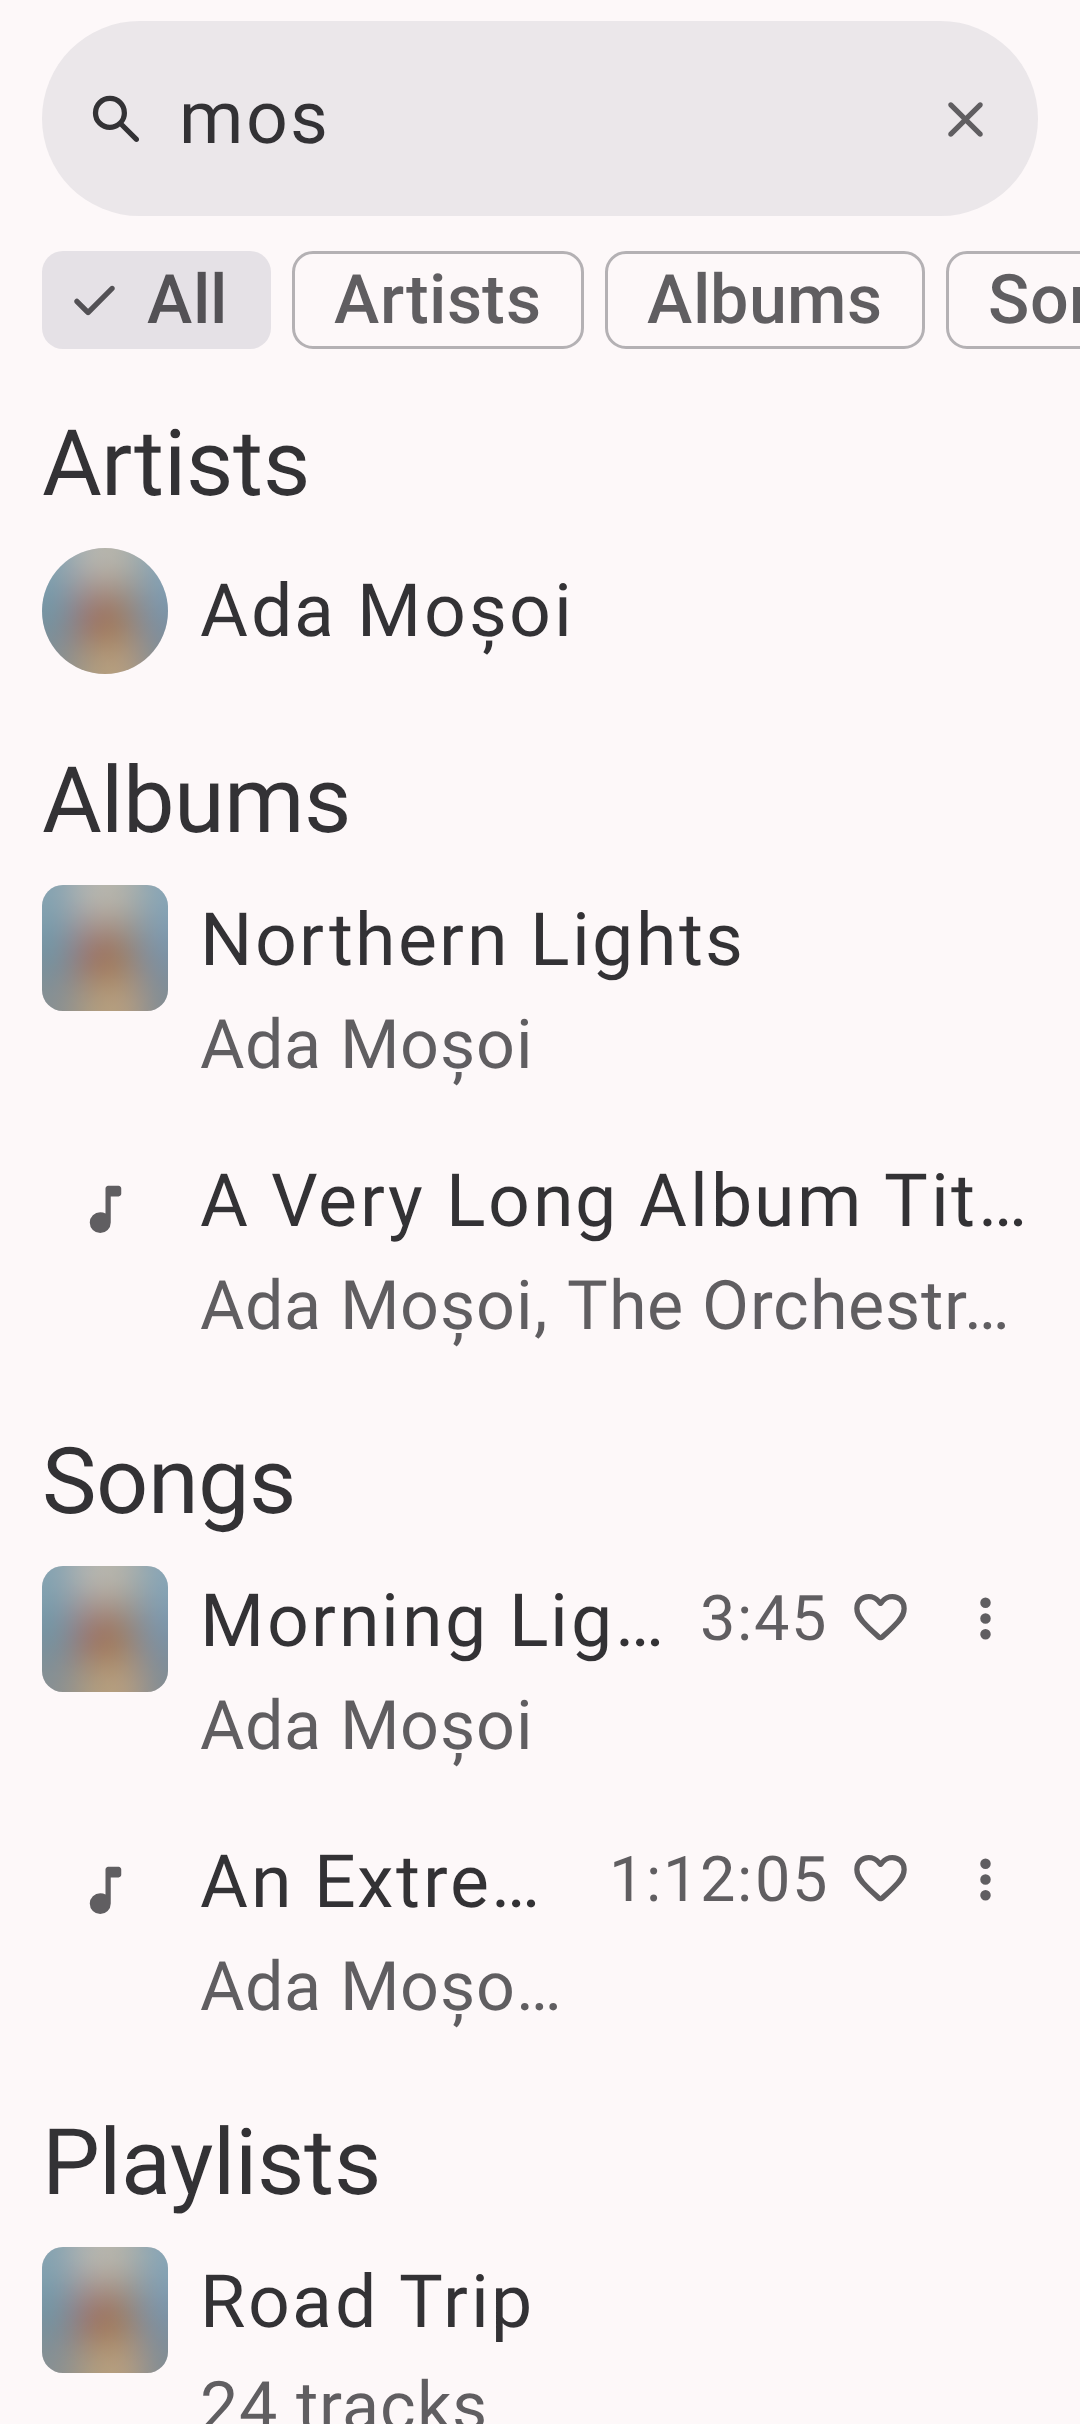 mos
All Artists Albums
Artists
Ada Moșoi
Albums
Northern Lights
Ada Moșoi
A Very Long Album Tit…
Ada Moșoi, The Orchestr…
Songs
Morning Lig… 3:45
Ada Moșoi
An Extre… 1:12:05
Ada Moșo…
Playlists
Road Trip
24 tracks